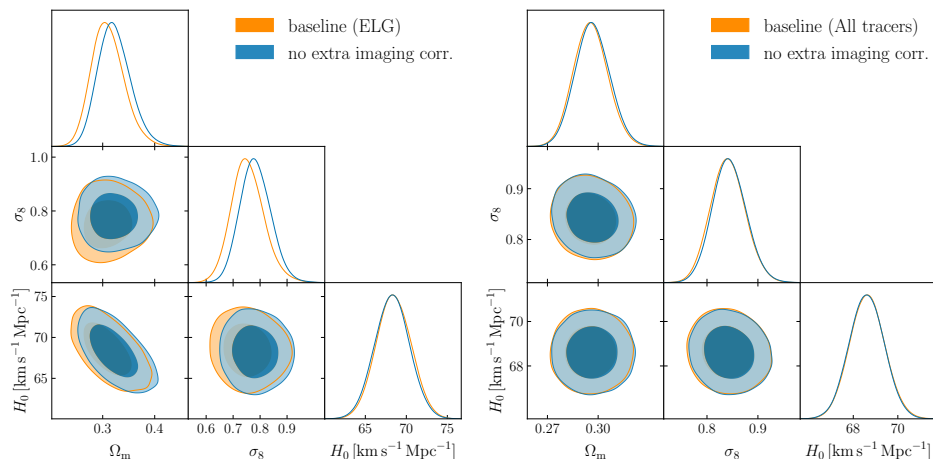 baseline (ELG)
no extra imaging corr.
1.0
0.8
0.6
σ₈
75
70
65
H₀ [km s⁻¹ Mpc⁻¹]
0.3
0.4
0.6
0.7
0.8
0.9
65
70
75
Ωₘ
σ₈
H₀ [km s⁻¹ Mpc⁻¹]
baseline (All tracers)
no extra imaging corr.
0.9
0.8
σ₈
70
68
H₀ [km s⁻¹ Mpc⁻¹]
0.27
0.30
0.8
0.9
68
70
Ωₘ
σ₈
H₀ [km s⁻¹ Mpc⁻¹]